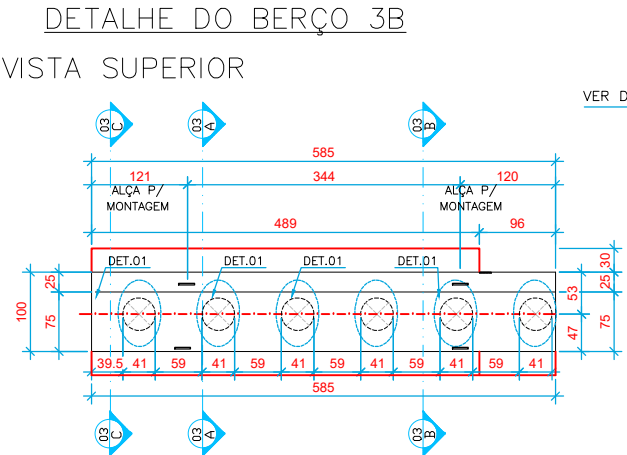 DETALHE DO BERÇO 3B
VISTA SUPERIOR
VER D
03 C
03 A
03 B
585
121 344 120
ALÇA P/
MONTAGEM
ALÇA P/
MONTAGEM
489 96
DET.01 DET.01 DET.01 DET.01
30
25 25
100 53
75 47 75
39.5 41 59 41 59 41 59 41 59 41 59 41
585
03 C
03 A
03 B